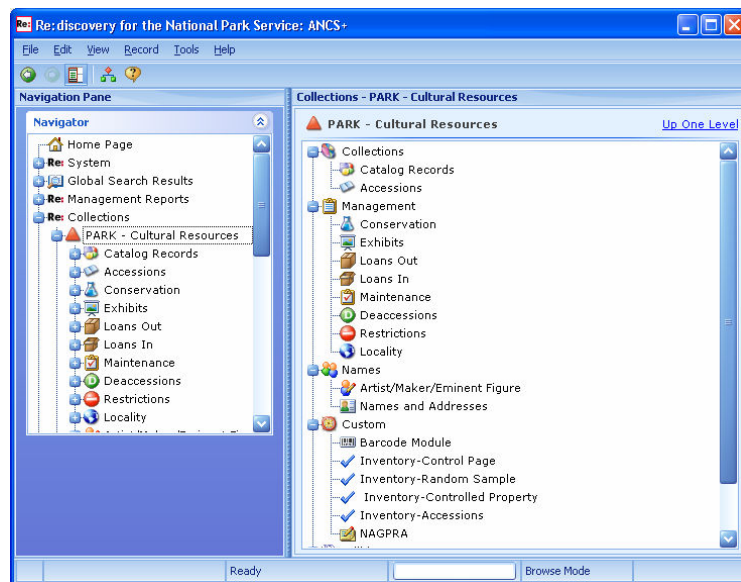 Re: Re:discovery for the National Park Service: ANCS+
File Edit View Record Tools Help
Navigation Pane
Navigator
Home Page
Re: System
Global Search Results
Re: Management Reports
Re: Collections
PARK - Cultural Resources
Catalog Records
Accessions
Conservation
Exhibits
Loans Out
Loans In
Maintenance
Deaccessions
Restrictions
Locality
Collections - PARK - Cultural Resources
PARK - Cultural Resources Up One Level
Collections
Catalog Records
Accessions
Management
Conservation
Exhibits
Loans Out
Loans In
Maintenance
Deaccessions
Restrictions
Locality
Names
Artist/Maker/Eminent Figure
Names and Addresses
Custom
Barcode Module
Inventory-Control Page
Inventory-Random Sample
Inventory-Controlled Property
Inventory-Accessions
NAGPRA
Ready Browse Mode